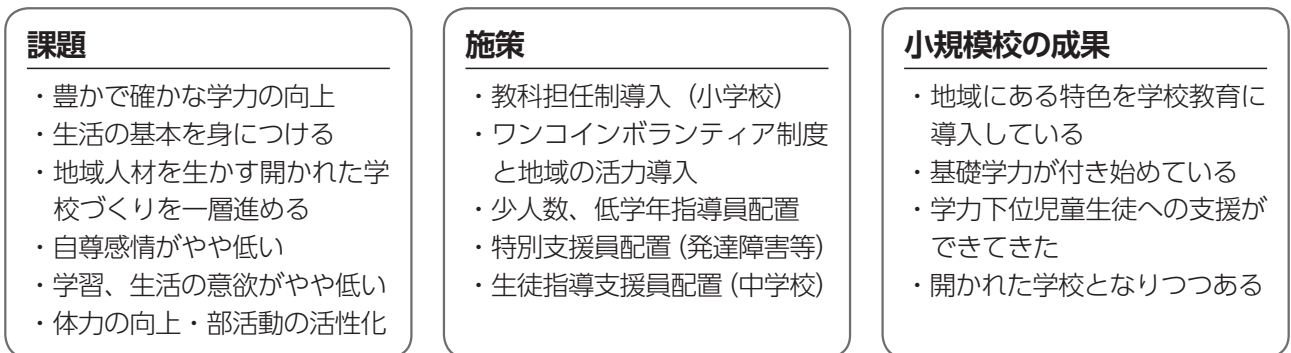 課題
・豊かで確かな学力の向上
・生活の基本を身につける
・地域人材を生かす開かれた学
校づくりを一層進める
・自尊感情がやや低い
・学習、生活の意欲がやや低い
・体力の向上・部活動の活性化
施策
・教科担任制導入（小学校）
・ワンコインボランティア制度
と地域の活力導入
・少人数、低学年指導員配置
・特別支援員配置（発達障害等）
・生徒指導支援員配置（中学校）
小規模校の成果
・地域にある特色を学校教育に
導入している
・基礎学力が付き始めている
・学力下位児童生徒への支援が
できてきた
・開かれた学校となりつつある